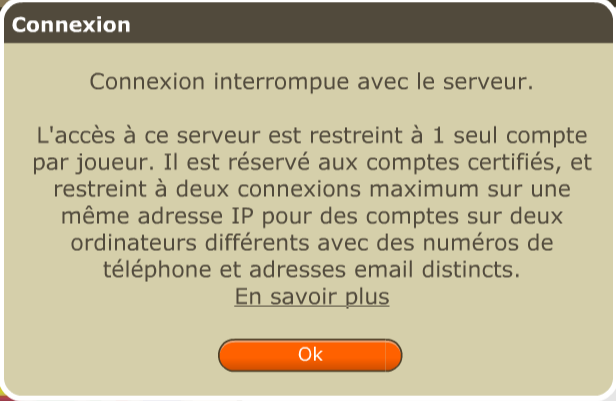 Connexion
Connexion interrompue avec le serveur.
L'accès à ce serveur est restreint à 1 seul compte
par joueur. Il est réservé aux comptes certifiés, et
restreint à deux connexions maximum sur une
même adresse IP pour des comptes sur deux
ordinateurs différents avec des numéros de
téléphone et adresses email distincts.
En savoir plus
Ok